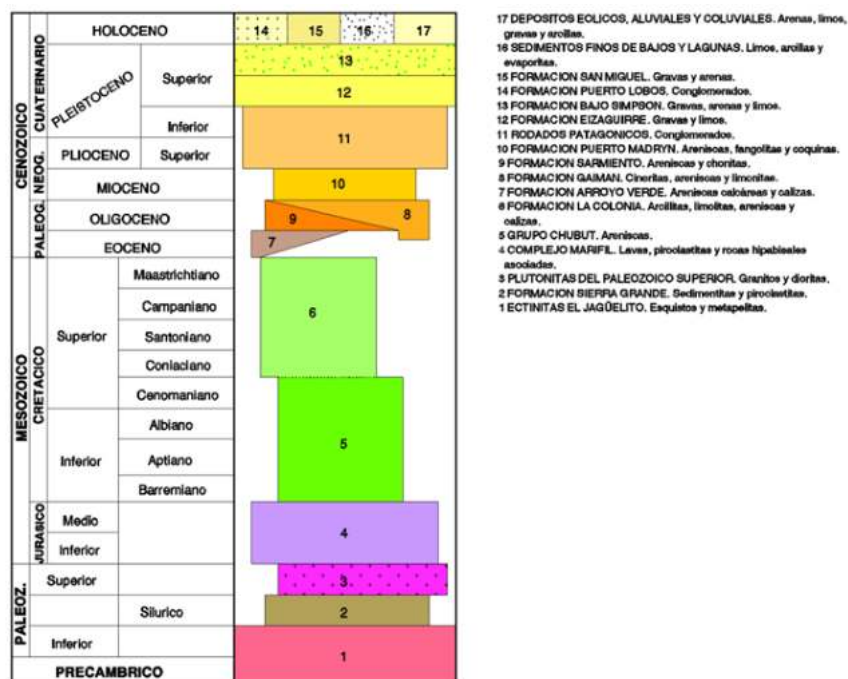 HOLOCENO
14
15
16
17
CENOZOICO
CUATERNARIO
PLEISTOCENO
Superior
13
12
Inferior
11
NEOG.
PLIOCENO
Superior
MIOCENO
10
PALEOG.
OLIGOCENO
9
8
EOCENO
7
MESOZOICO
CRETACICO
Superior
Maastrichtiano
Campaniano
Santoniano
Coniaciano
Cenomaniano
6
Inferior
Albiano
Aptiano
Barremiano
5
JURASICO
Medio
Inferior
4
PALEOZ.
Superior
3
Silurico
2
Inferior
1
PRECAMBRICO
17 DEPOSITOS EOLICOS, ALUVIALES Y COLUVIALES. Arenas, limos,
gravas y arcillas.
16 SEDIMENTOS FINOS DE BAJOS Y LAGUNAS. Limos, arcillas y
evaporitas.
15 FORMACION SAN MIGUEL. Gravas y arenas.
14 FORMACION PUERTO LOBOS. Conglomerados.
13 FORMACION BAJO SIMPSON. Gravas, arenas y limos.
12 FORMACION EIZAGUIRRE. Gravas y limos.
11 RODADOS PATAGONICOS. Conglomerados.
10 FORMACION PUERTO MADRYN. Areniscas, fangolitas y coquinas.
9 FORMACION SARMIENTO. Areniscas y chonitas.
8 FORMACION GAIMAN. Cineritas, areniscas y limonitas.
7 FORMACION ARROYO VERDE. Areniscas calcáreas y calizas.
6 FORMACION LA COLONIA. Arcillitas, limolitas, areniscas y
calizas.
5 GRUPO CHUBUT. Areniscas.
4 COMPLEJO MARIFIL. Lavas, piroclastitas y rocas hipabisales
asociadas.
3 PLUTONITAS DEL PALEOZOICO SUPERIOR. Granitos y dioritas.
2 FORMACION SIERRA GRANDE. Sedimentitas y piroclastitas.
1 ECTINITAS EL JAGÜELITO. Esquistos y metapelitas.